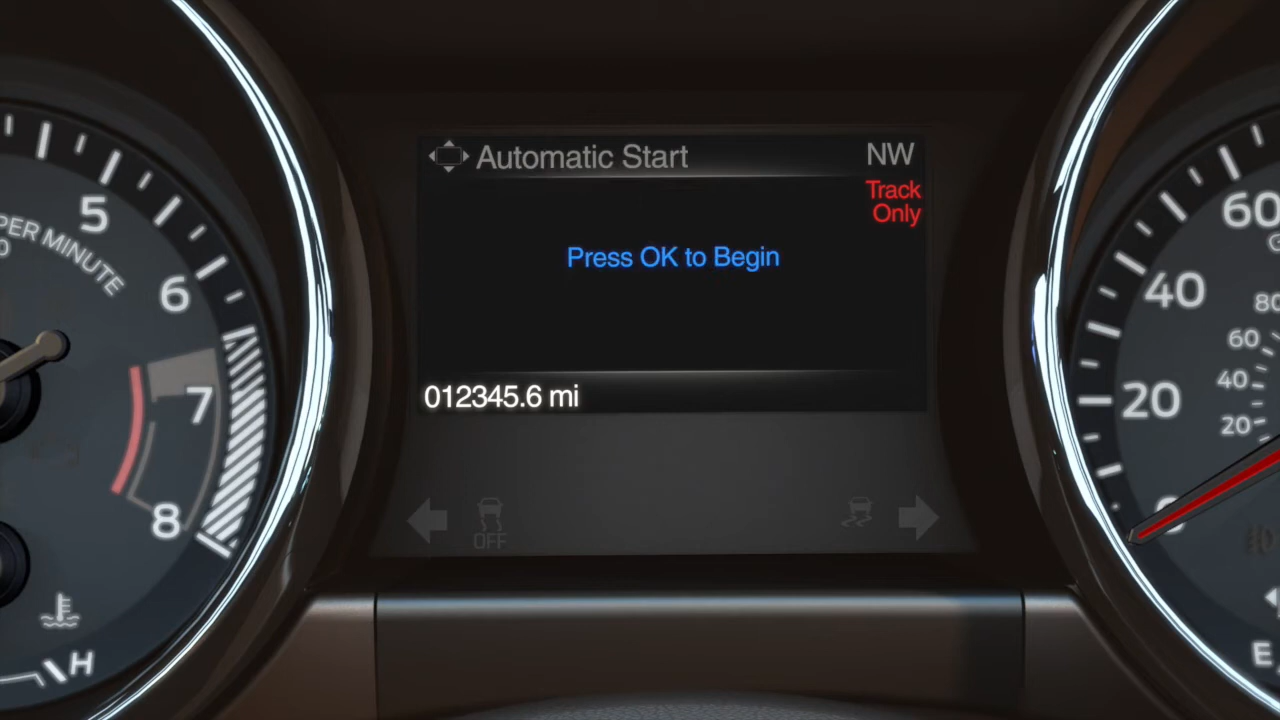 Automatic Start
NW
Track
Only
Press OK to Begin
012345.6 mi
OFF
PER MINUTE
5
6
7
8
H
60
40
20
0
80
60
40
20
E